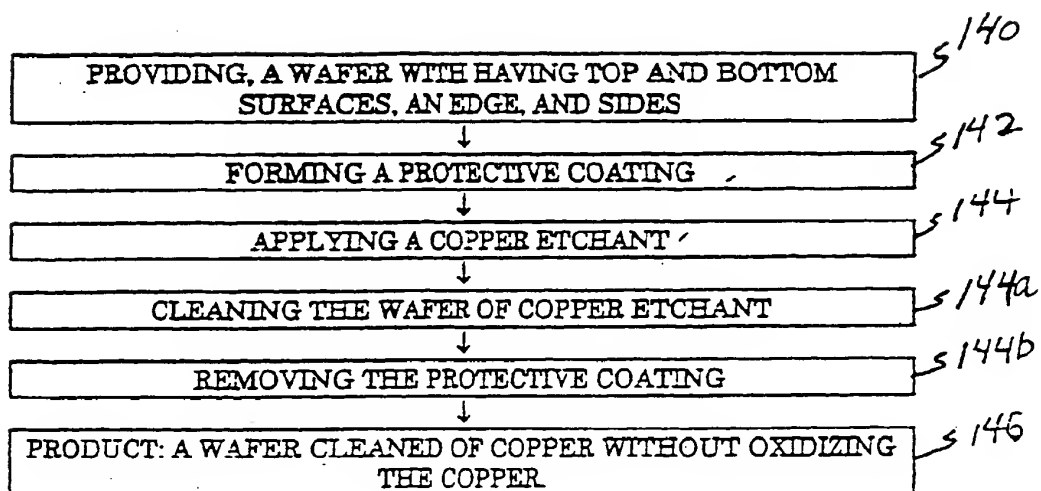 PROVIDING, A WAFER WITH HAVING TOP AND BOTTOM
SURFACES, AN EDGE, AND SIDES
140
FORMING A PROTECTIVE COATING
142
APPLYING A COPPER ETCHANT
144
CLEANING THE WAFER OF COPPER ETCHANT
144a
REMOVING THE PROTECTIVE COATING
144b
PRODUCT: A WAFER CLEANED OF COPPER WITHOUT OXIDIZING
THE COPPER.
146